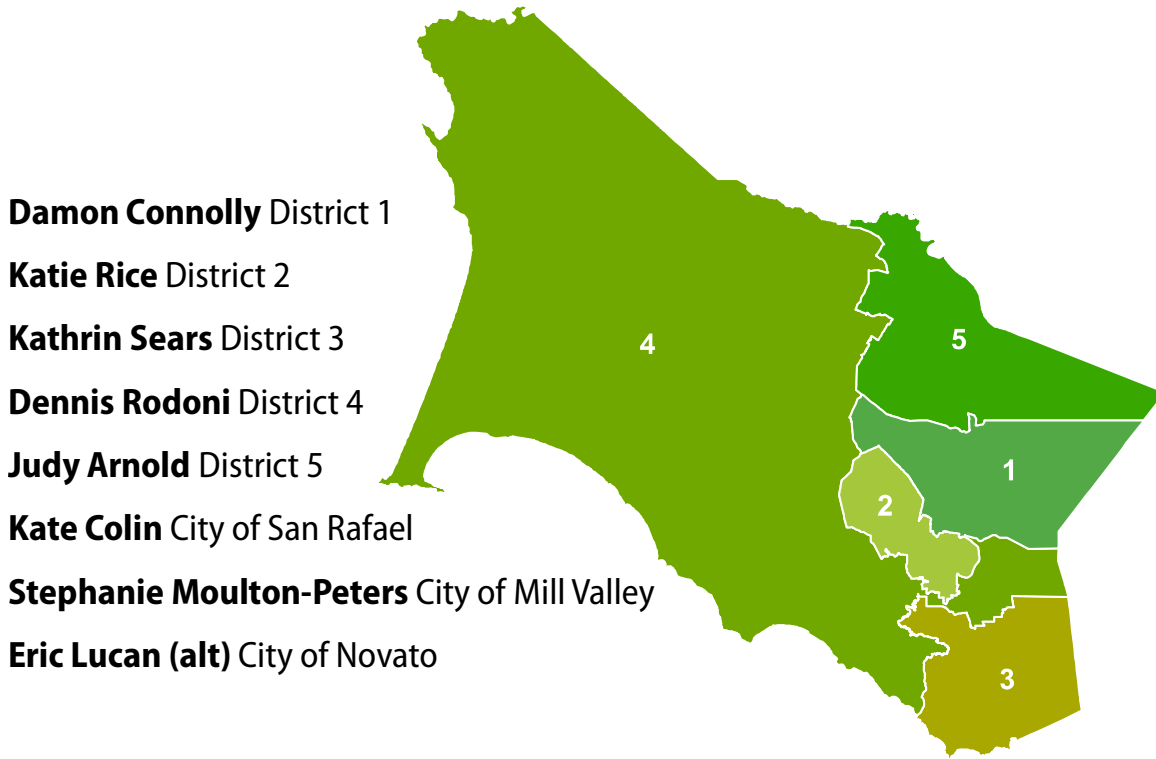 Damon Connolly District 1
Katie Rice District 2
Kathrin Sears District 3
Dennis Rodoni District 4
Judy Arnold District 5
Kate Colin City of San Rafael
Stephanie Moulton-Peters City of Mill Valley
Eric Lucan (alt) City of Novato
4
5
1
2
3